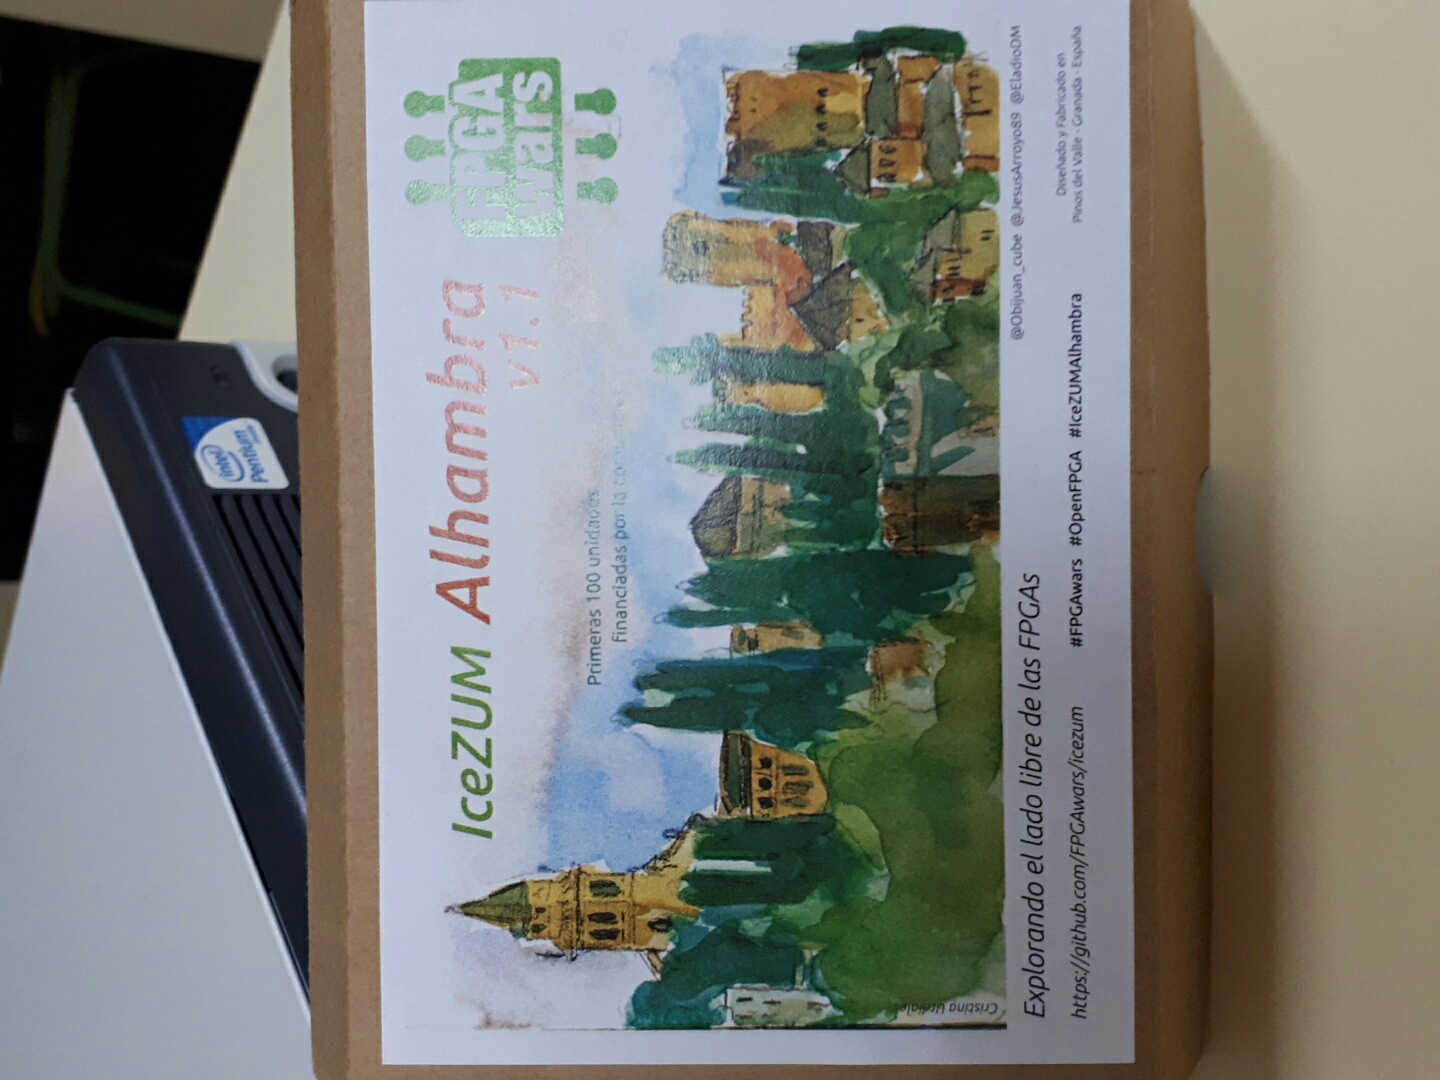 intel
Pentium
inside
IceZUM Alhambra
v1.1
FPGA
wars
Primeras 100 unidades
financiadas por la comunidad
Cristina Urdiales
Explorando el lado libre de las FPGAs
@Obijuan_cube @JesusArroyo89 @EladioDM
https://github.com/FPGAwars/icezum
#FPGAwars #OpenFPGA #IceZUMAlhambra
Diseñado y Fabricado en
Pinos del Valle - Granada - España